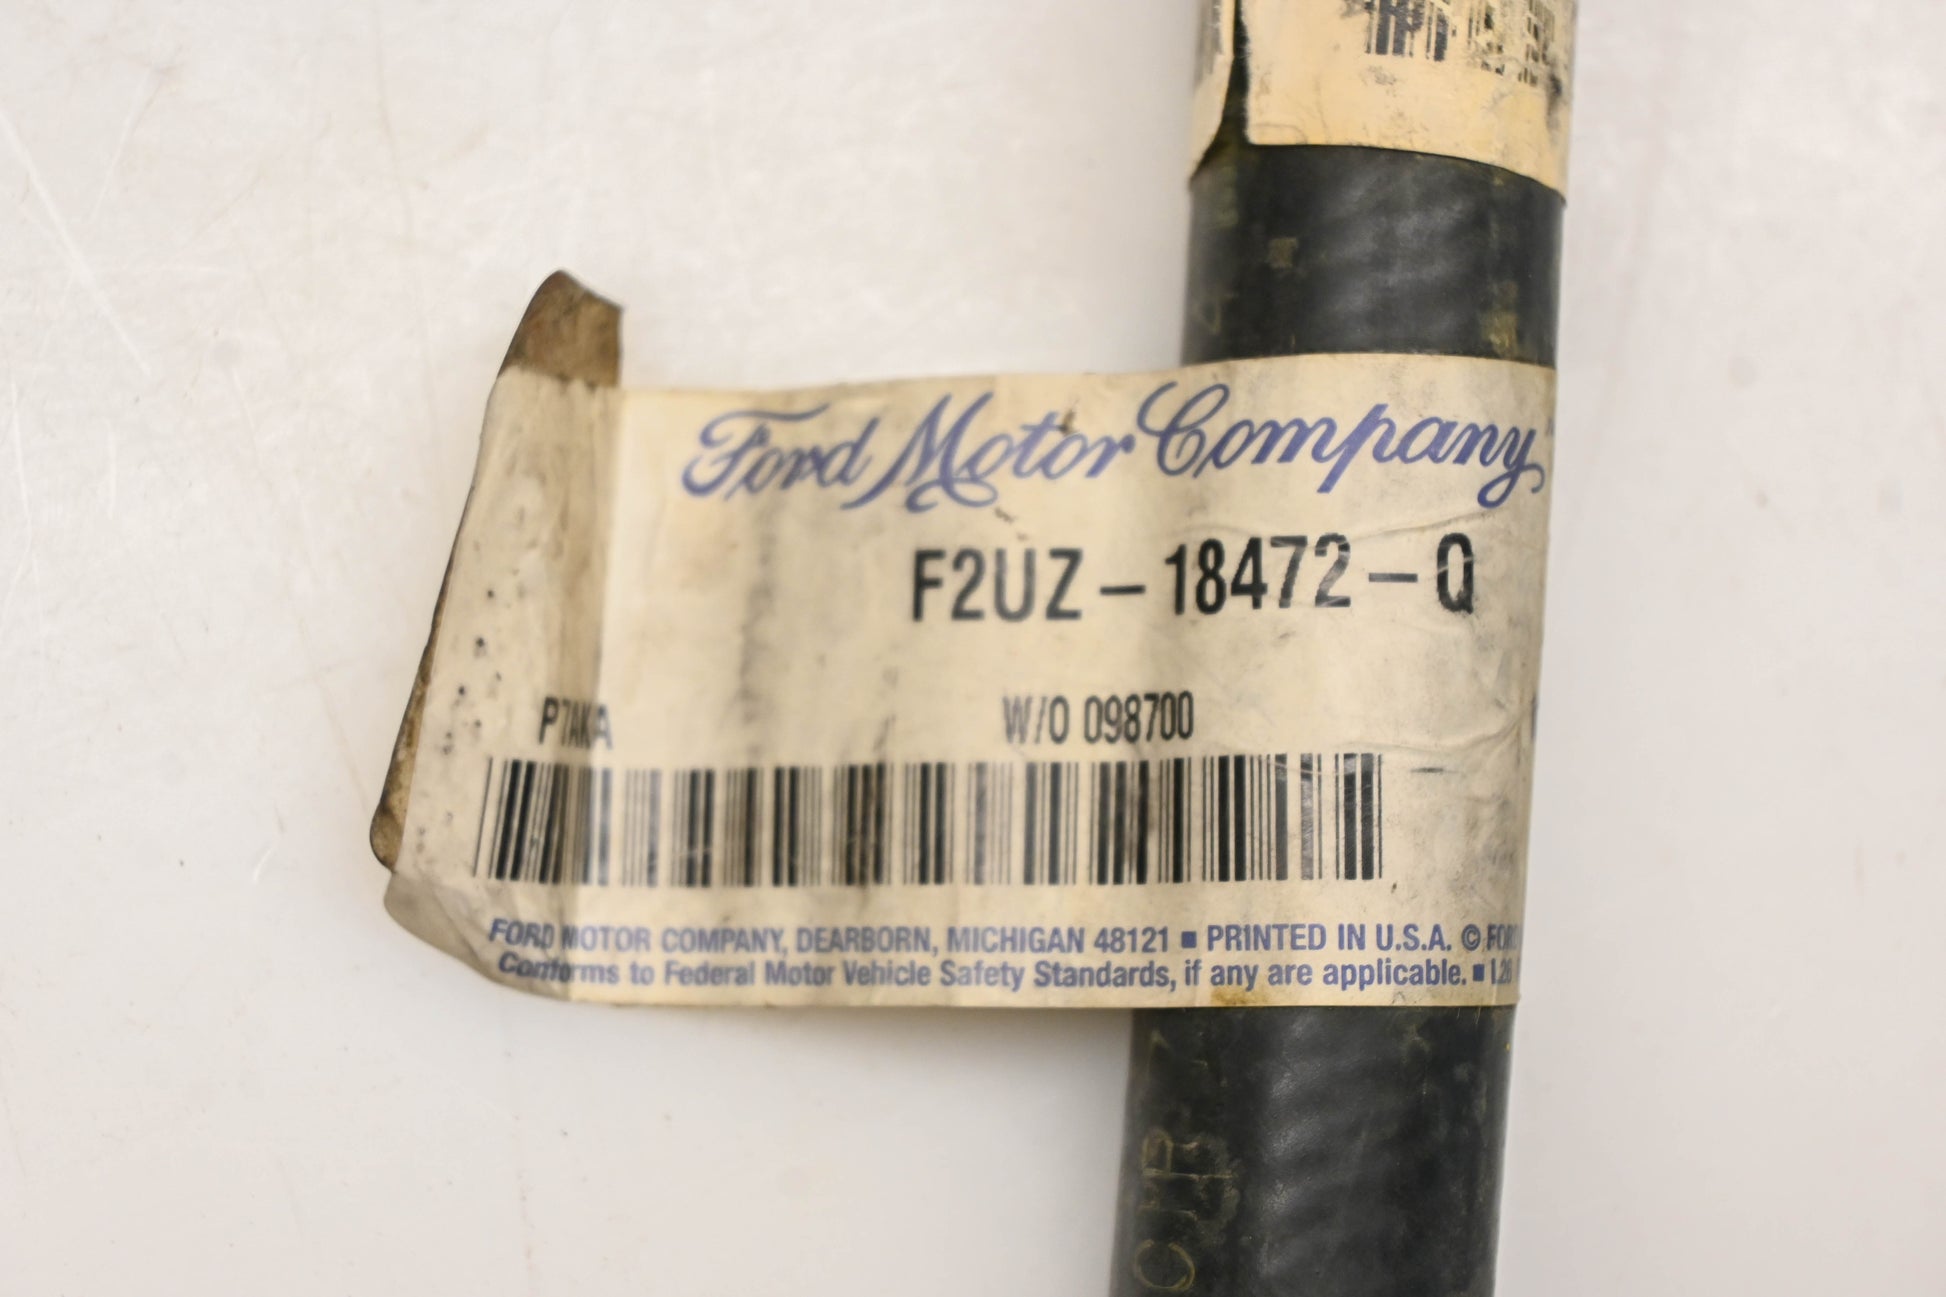 Ford Motor Company
F2UZ-18472-Q
P7AKA W/O 098700
FORD MOTOR COMPANY, DEARBORN, MICHIGAN 48121 ■ PRINTED IN U.S.A. ©
Conforms to Federal Motor Vehicle Safety Standards, if any are applicable. ■